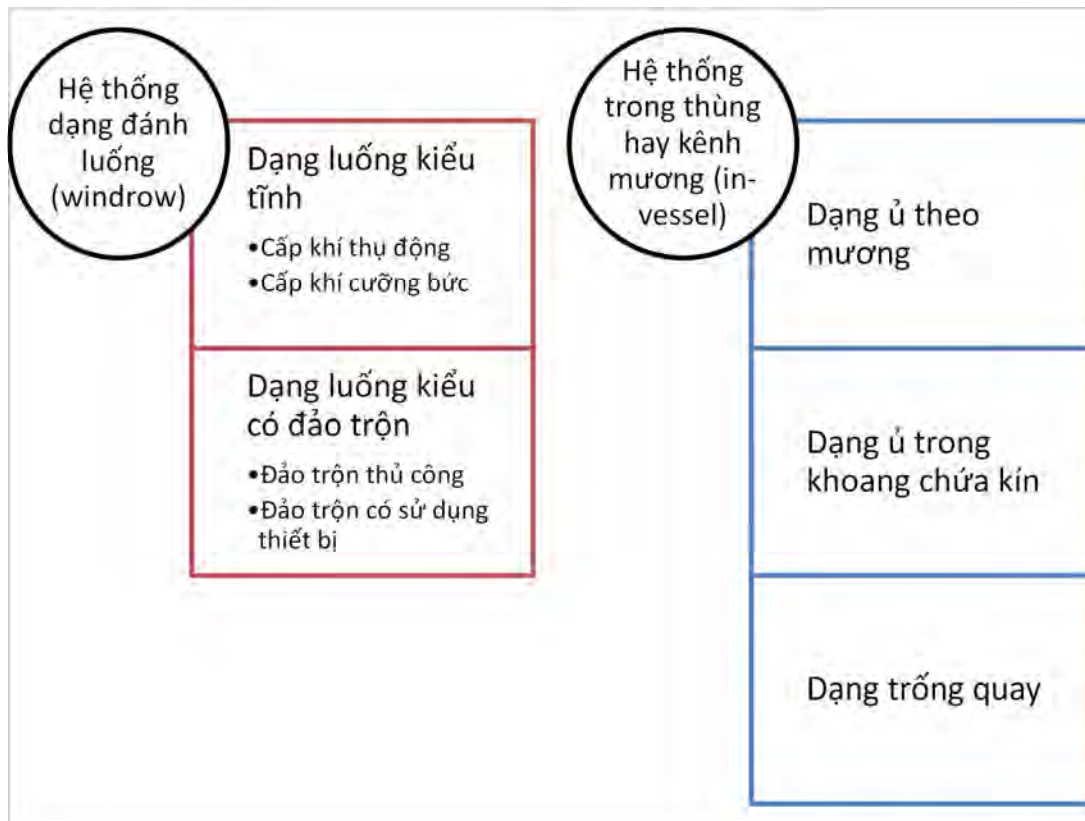 Hệ thống
dạng đánh
luống
(windrow)
Dạng luống kiểu
tĩnh
•Cấp khí thụ động
•Cấp khí cưỡng bức
Dạng luống kiểu
có đảo trộn
•Đảo trộn thủ công
•Đảo trộn có sử dụng
thiết bị
Hệ thống
trong thùng
hay kênh
mương (in-
vessel)
Dạng ủ theo
mương
Dạng ủ trong
khoang chứa kín
Dạng trống quay